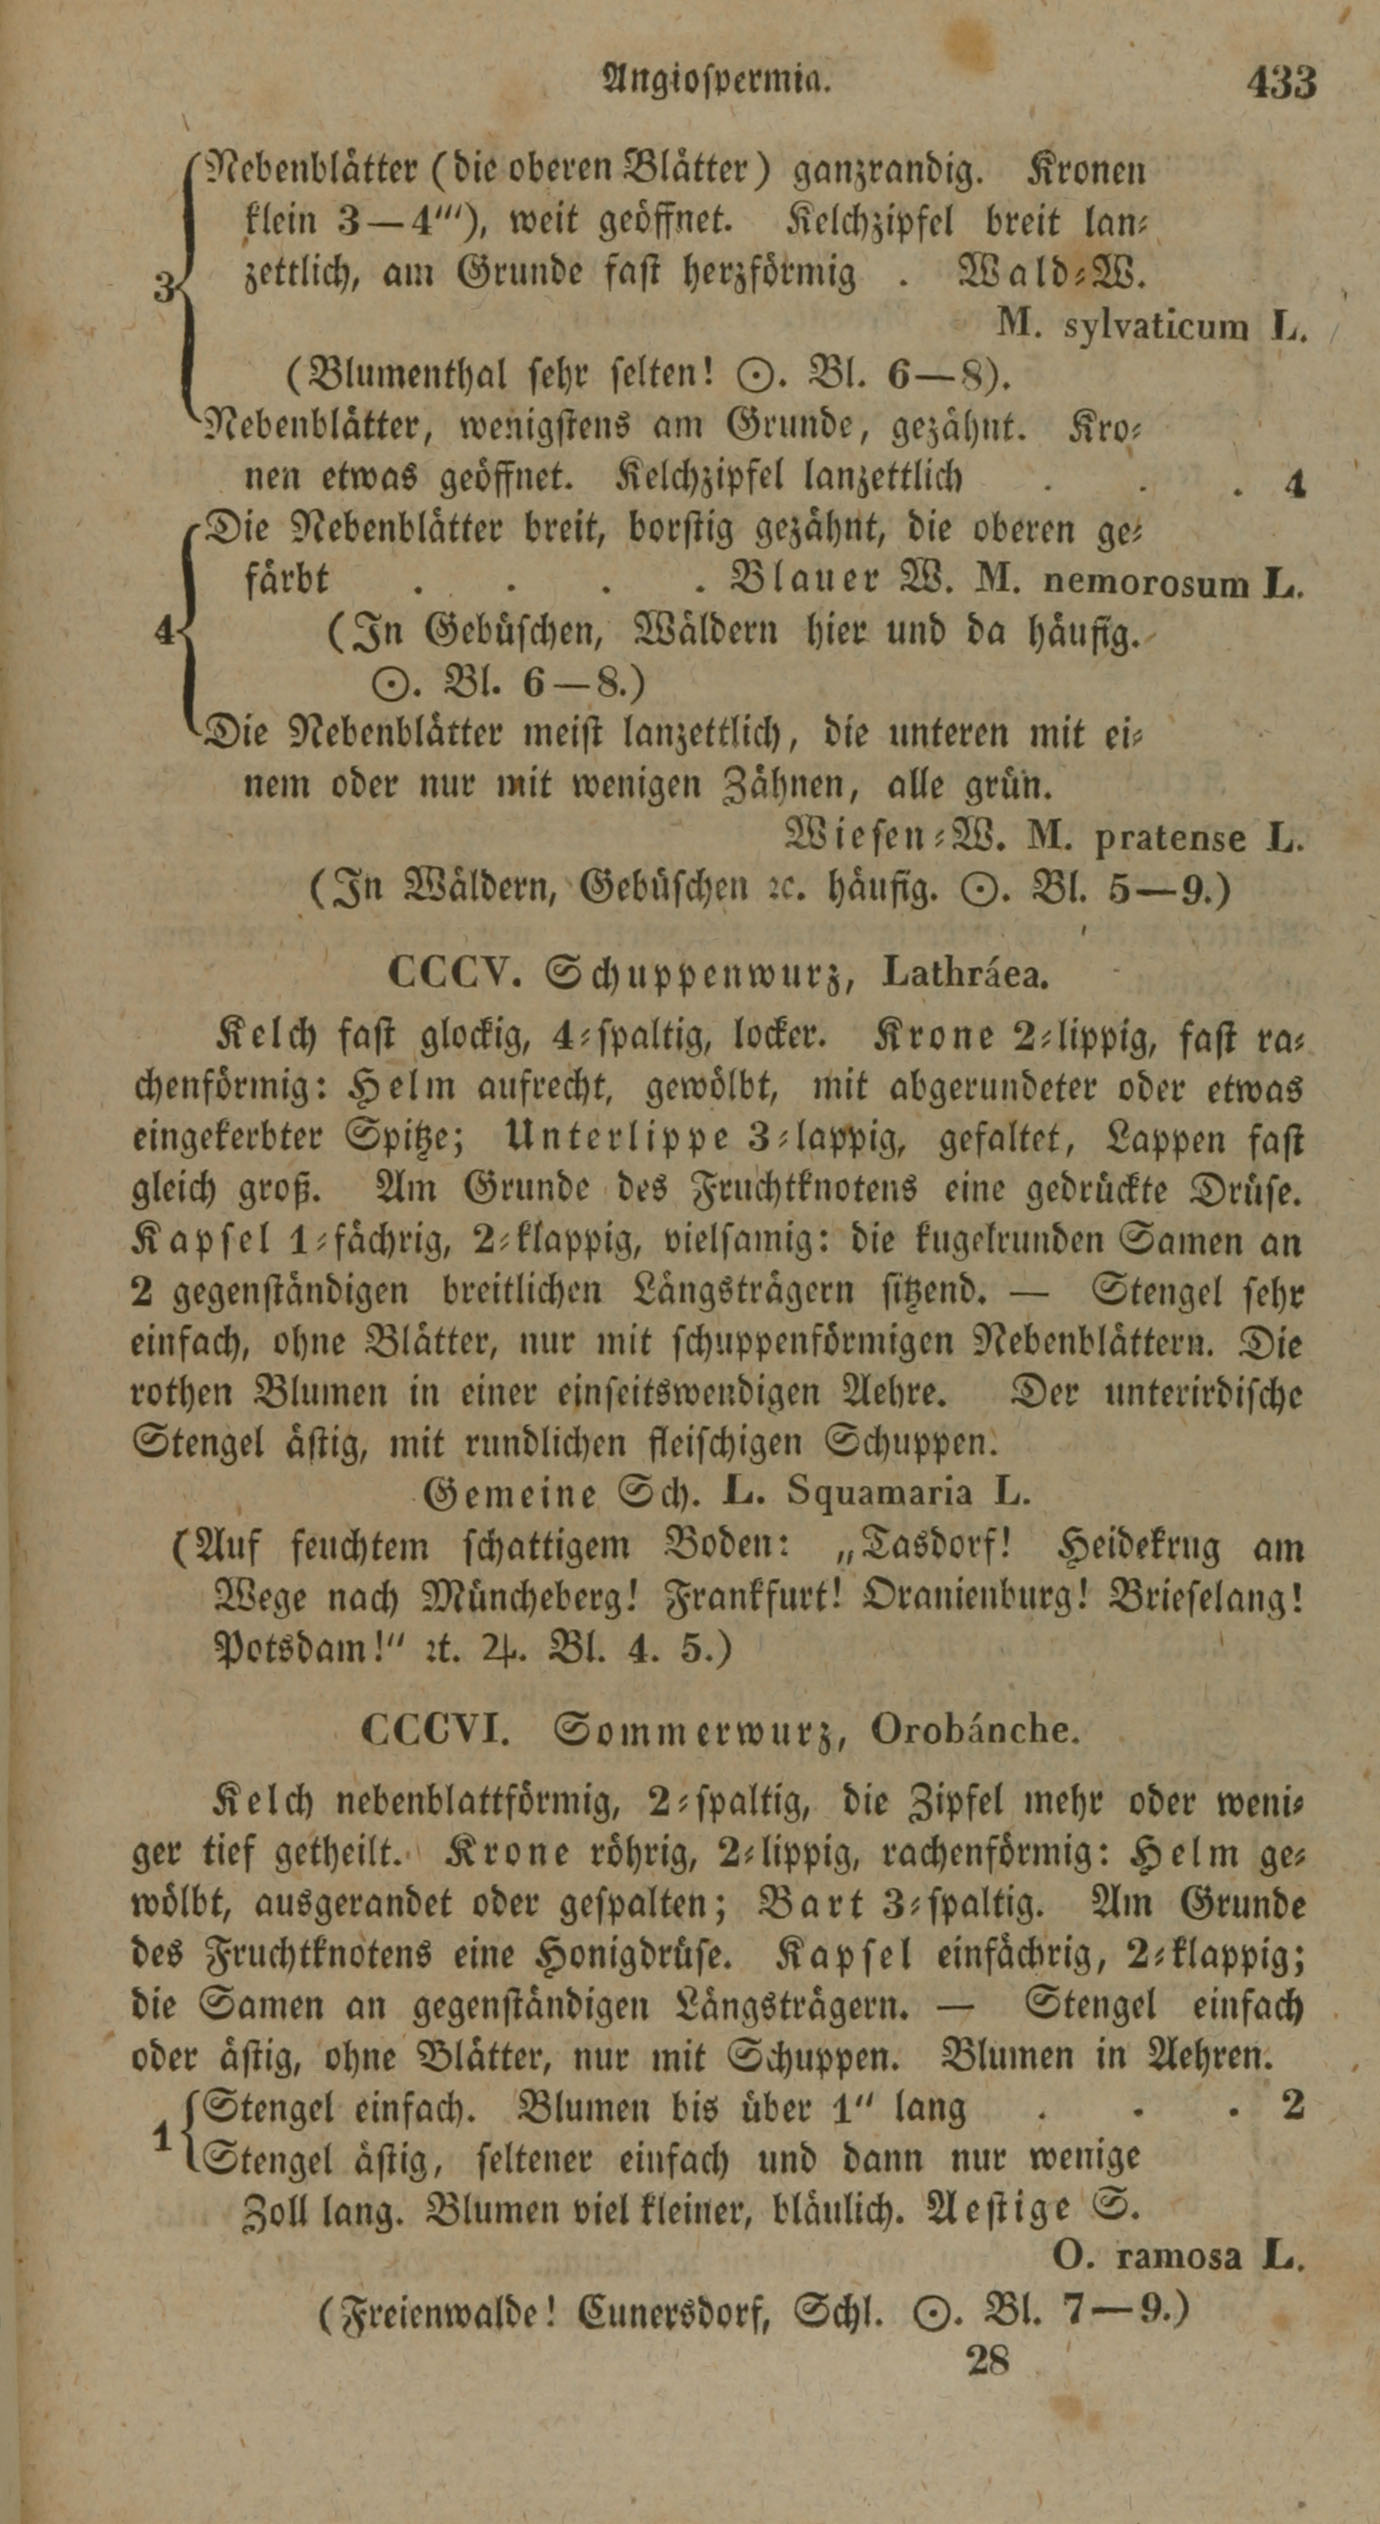 Angiospermia. 433
Nebenblätter (die oberen Blätter) ganzrandig. Kronen
klein 3—4‴), weit geöffnet. Kelchzipfel breit lan⸗
3 zettlich, am Grunde fast herzförmig . Wald⸗W.
M. sylvaticum L.
(Blumenthal sehr selten! ⊙. Bl. 6—8).
Nebenblätter, wenigstens am Grunde, gezähnt. Kro⸗
nen etwas geöffnet. Kelchzipfel lanzettlich . . . 4
Die Nebenblätter breit, borstig gezähnt, die oberen ge⸗
färbt . . . . Blauer W. M. nemorosum L.
4 (In Gebüschen, Wäldern hier und da häufig.
⊙. Bl. 6—8.)
Die Nebenblätter meist lanzettlich, die unteren mit ei⸗
nem oder nur mit wenigen Zähnen, alle grün.
Wiesen⸗W. M. pratense L.
(In Wäldern, Gebüschen ꝛc. häufig. ⊙. Bl. 5—9.)
CCCV. Schuppenwurz, Lathráea.
Kelch fast glockig, 4⸗spaltig, locker. Krone 2⸗lippig, fast ra⸗
chenförmig: Helm aufrecht, gewölbt, mit abgerundeter oder etwas
eingekerbter Spitze; Unterlippe 3⸗lappig, gefaltet, Lappen fast
gleich groß. Am Grunde des Fruchtknotens eine gedrückte Drüse.
Kapsel 1⸗fächrig, 2⸗klappig, vielsamig: die kugelrunden Samen an
2 gegenständigen breitlichen Längsträgern sitzend. — Stengel sehr
einfach, ohne Blätter, nur mit schuppenförmigen Nebenblättern. Die
rothen Blumen in einer einseitswendigen Aehre. Der unterirdische
Stengel ästig, mit rundlichen fleischigen Schuppen.
Gemeine Sch. L. Squamaria L.
(Auf feuchtem schattigem Boden: „Tasdorf! Heidekrug am
Wege nach Müncheberg! Frankfurt! Oranienburg! Brieselang!
Potsdam!“ ꝛt. ♃. Bl. 4. 5.)
CCCVI. Sommerwurz, Orobánche.
Kelch nebenblattförmig, 2⸗spaltig, die Zipfel mehr oder weni⸗
ger tief getheilt. Krone röhrig, 2⸗lippig, rachenförmig: Helm ge⸗
wölbt, ausgerandet oder gespalten; Bart 3⸗spaltig. Am Grunde
des Fruchtknotens eine Honigdrüse. Kapsel einfächrig, 2⸗klappig;
die Samen an gegenständigen Längsträgern. — Stengel einfach
oder ästig, ohne Blätter, nur mit Schuppen. Blumen in Aehren.
1 Stengel einfach. Blumen bis über 1″ lang . . . 2
Stengel ästig, seltener einfach und dann nur wenige
Zoll lang. Blumen viel kleiner, bläulich. Aestige S.
O. ramosa L.
(Freienwalde! Cunersdorf, Schl. ⊙. Bl. 7—9.)
28